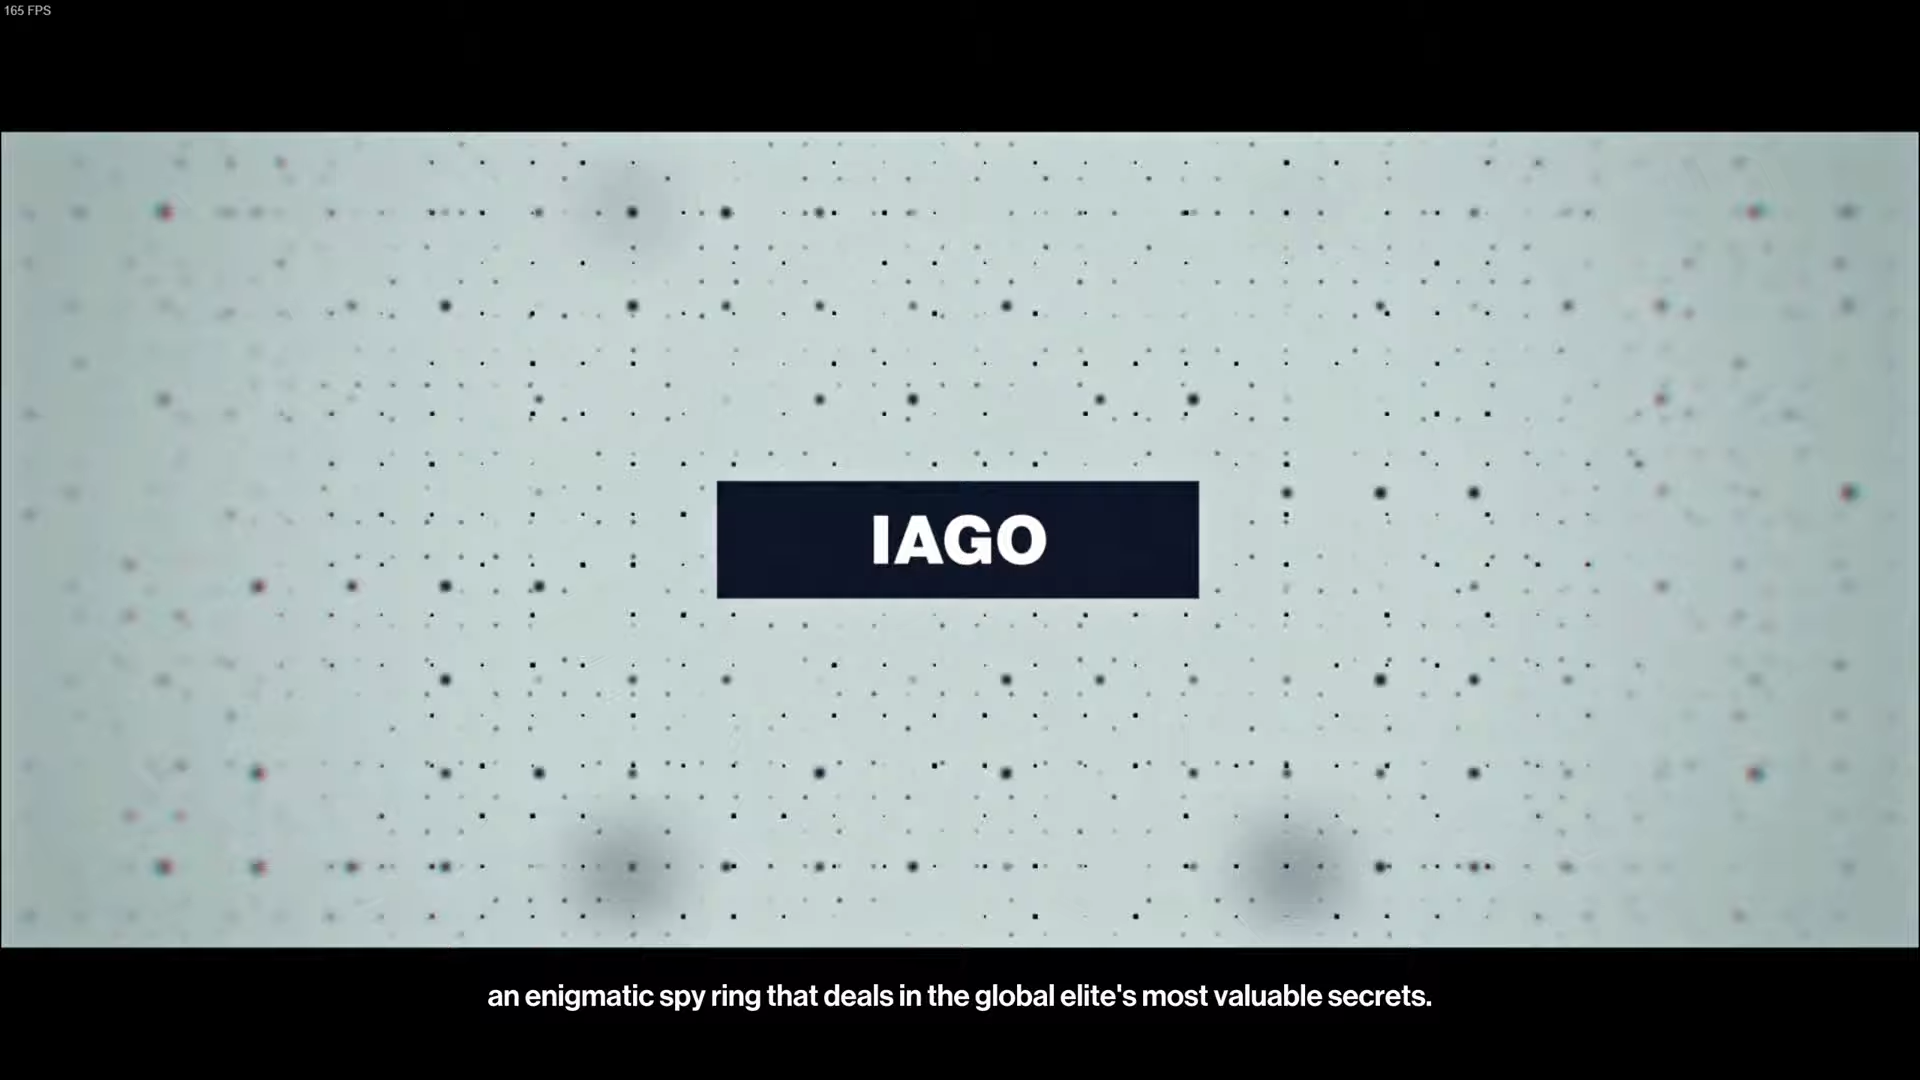 165 FPS
IAGO
an enigmatic spy ring that deals in the global elite's most valuable secrets.